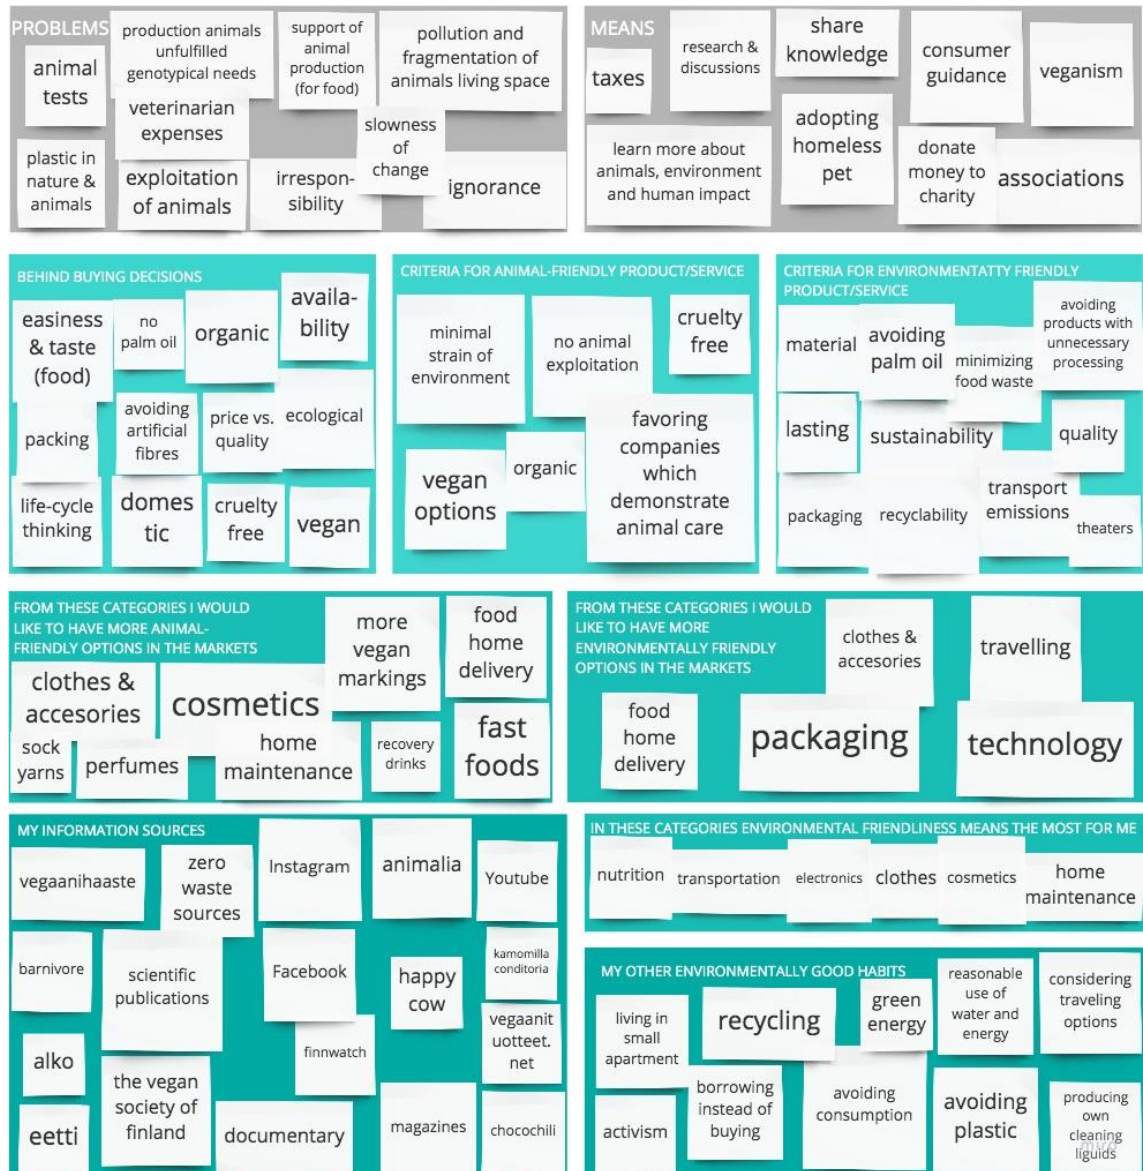 PROBLEMS
animal
tests
production animals
unfulfilled
genotypical needs
support of
animal
production
(for food)
pollution and
fragmentation of
animals living space
veterinarian
expenses
slowness
of
change
plastic in
nature &
animals
exploitation
of animals
irrespon-
sibility
ignorance
MEANS
taxes
research &
discussions
share
knowledge
consumer
guidance
veganism
learn more about
animals, environment
and human impact
adopting
homeless
pet
donate
money to
charity
associations
BEHIND BUYING DECISIONS
easiness
& taste
(food)
no
palm oil
organic
availa-
bility
packing
avoiding
artificial
fibres
price vs.
quality
ecological
life-cycle
thinking
domes
tic
cruelty
free
vegan
CRITERIA FOR ANIMAL-FRIENDLY PRODUCT/SERVICE
minimal
strain of
environment
no animal
exploitation
cruelty
free
vegan
options
organic
favoring
companies
which
demonstrate
animal care
CRITERIA FOR ENVIRONMENTATTY FRIENDLY
PRODUCT/SERVICE
material
avoiding
palm oil
minimizing
food waste
avoiding
products with
unnecessary
processing
lasting
sustainability
quality
packaging
recyclability
transport
emissions
theaters
FROM THESE CATEGORIES I WOULD
LIKE TO HAVE MORE ANIMAL-
FRIENDLY OPTIONS IN THE MARKETS
clothes &
accesories
cosmetics
more
vegan
markings
food
home
delivery
sock
yarns
perfumes
home
maintenance
recovery
drinks
fast
foods
FROM THESE CATEGORIES I WOULD
LIKE TO HAVE MORE
ENVIRONMENTALLY FRIENDLY
OPTIONS IN THE MARKETS
clothes &
accesories
travelling
food
home
delivery
packaging
technology
MY INFORMATION SOURCES
vegaanihaaste
zero
waste
sources
Instagram
animalia
Youtube
barnivore
scientific
publications
Facebook
happy
cow
kamomilla
conditoria
alko
finnwatch
vegaanit
uotteet.
net
eetti
the vegan
society of
finland
documentary
magazines
chocochili
IN THESE CATEGORIES ENVIRONMENTAL FRIENDLINESS MEANS THE MOST FOR ME
nutrition
transportation
electronics
clothes
cosmetics
home
maintenance
MY OTHER ENVIRONMENTALLY GOOD HABITS
living in
small
apartment
recycling
green
energy
reasonable
use of
water and
energy
considering
traveling
options
activism
borrowing
instead of
buying
avoiding
consumption
avoiding
plastic
producing
own
cleaning
liguids
miro